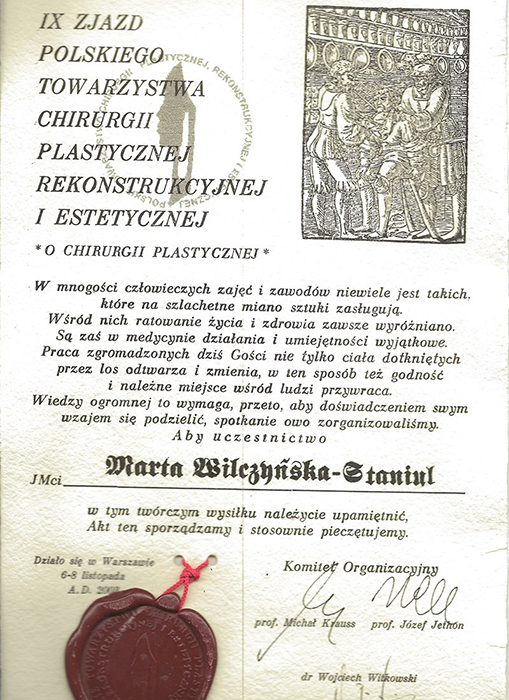 IX ZJAZD
POLSKIEGO
TOWARZYSTWA
CHIRURGII
PLASTYCZNEJ
REKONSTRUKCYJNEJ
I ESTETYCZNEJ
* O CHIRURGII PLASTYCZNEJ *
W mnogości człowieczych zajęć i zawodów niewiele jest takich,
które na szlachetne miano sztuki zasługują.
Wśród nich ratowanie życia i zdrowia zawsze wyróżniano.
Są zaś w medycynie działania i umiejętności wyjątkowe.
Praca zgromadzonych dziś Gości nie tylko ciała dotkniętych
przez los odtwarza i zmienia, w ten sposób też godność
i należne miejsce wśród ludzi przywraca.
Wiedzy ogromnej to wymaga, przeto, aby doświadczeniem swym
wzajem się podzielić, spotkanie owo zorganizowaliśmy.
Aby uczestnictwo
JMci Marta Wilczyńska-Staniul
w tym twórczym wysiłku należycie upamiętnić,
Akt ten sporządzamy i stosownie pieczętujemy.
Działo się w Warszawie
6-8 listopada
A.D.
Komitet Organizacyjny
prof. Michał Krauss prof. Józef Jethon
dr Wojciech Witkowski